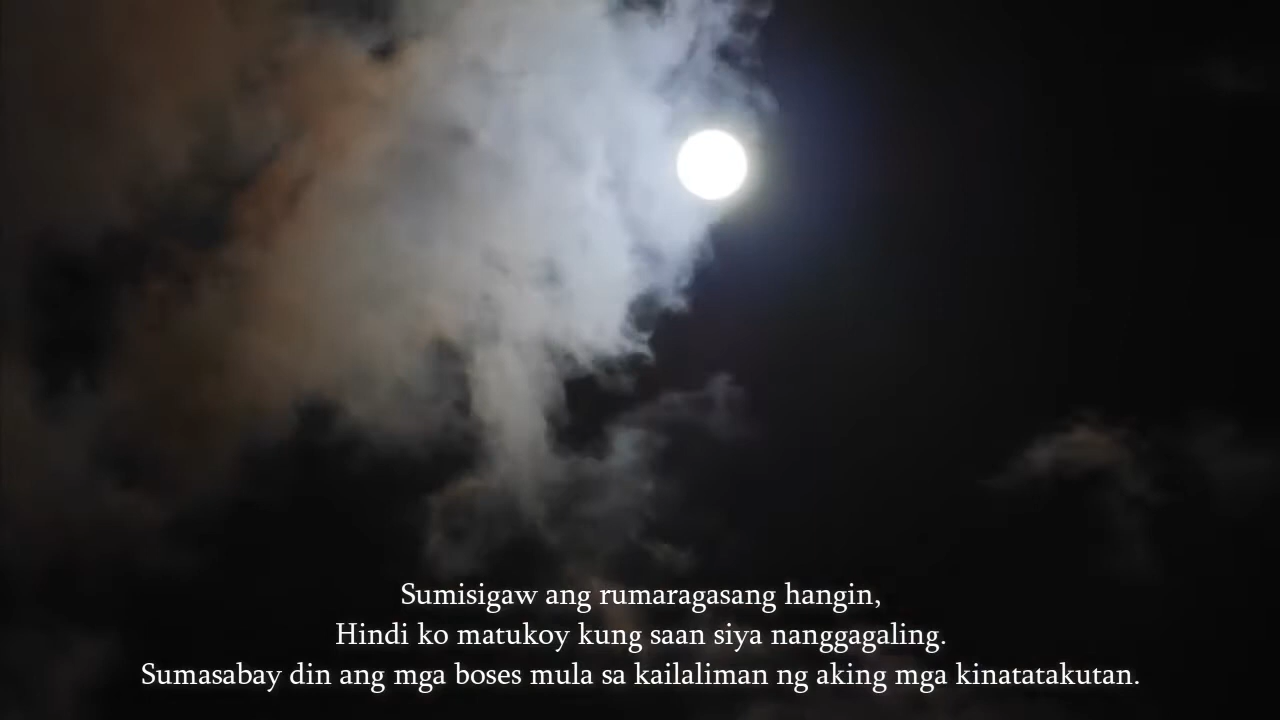 Sumisigaw ang rumaragasang hangin,
Hindi ko matukoy kung saan siya nanggagaling.
Sumasabay din ang mga boses mula sa kailaliman ng aking mga kinatatakutan.